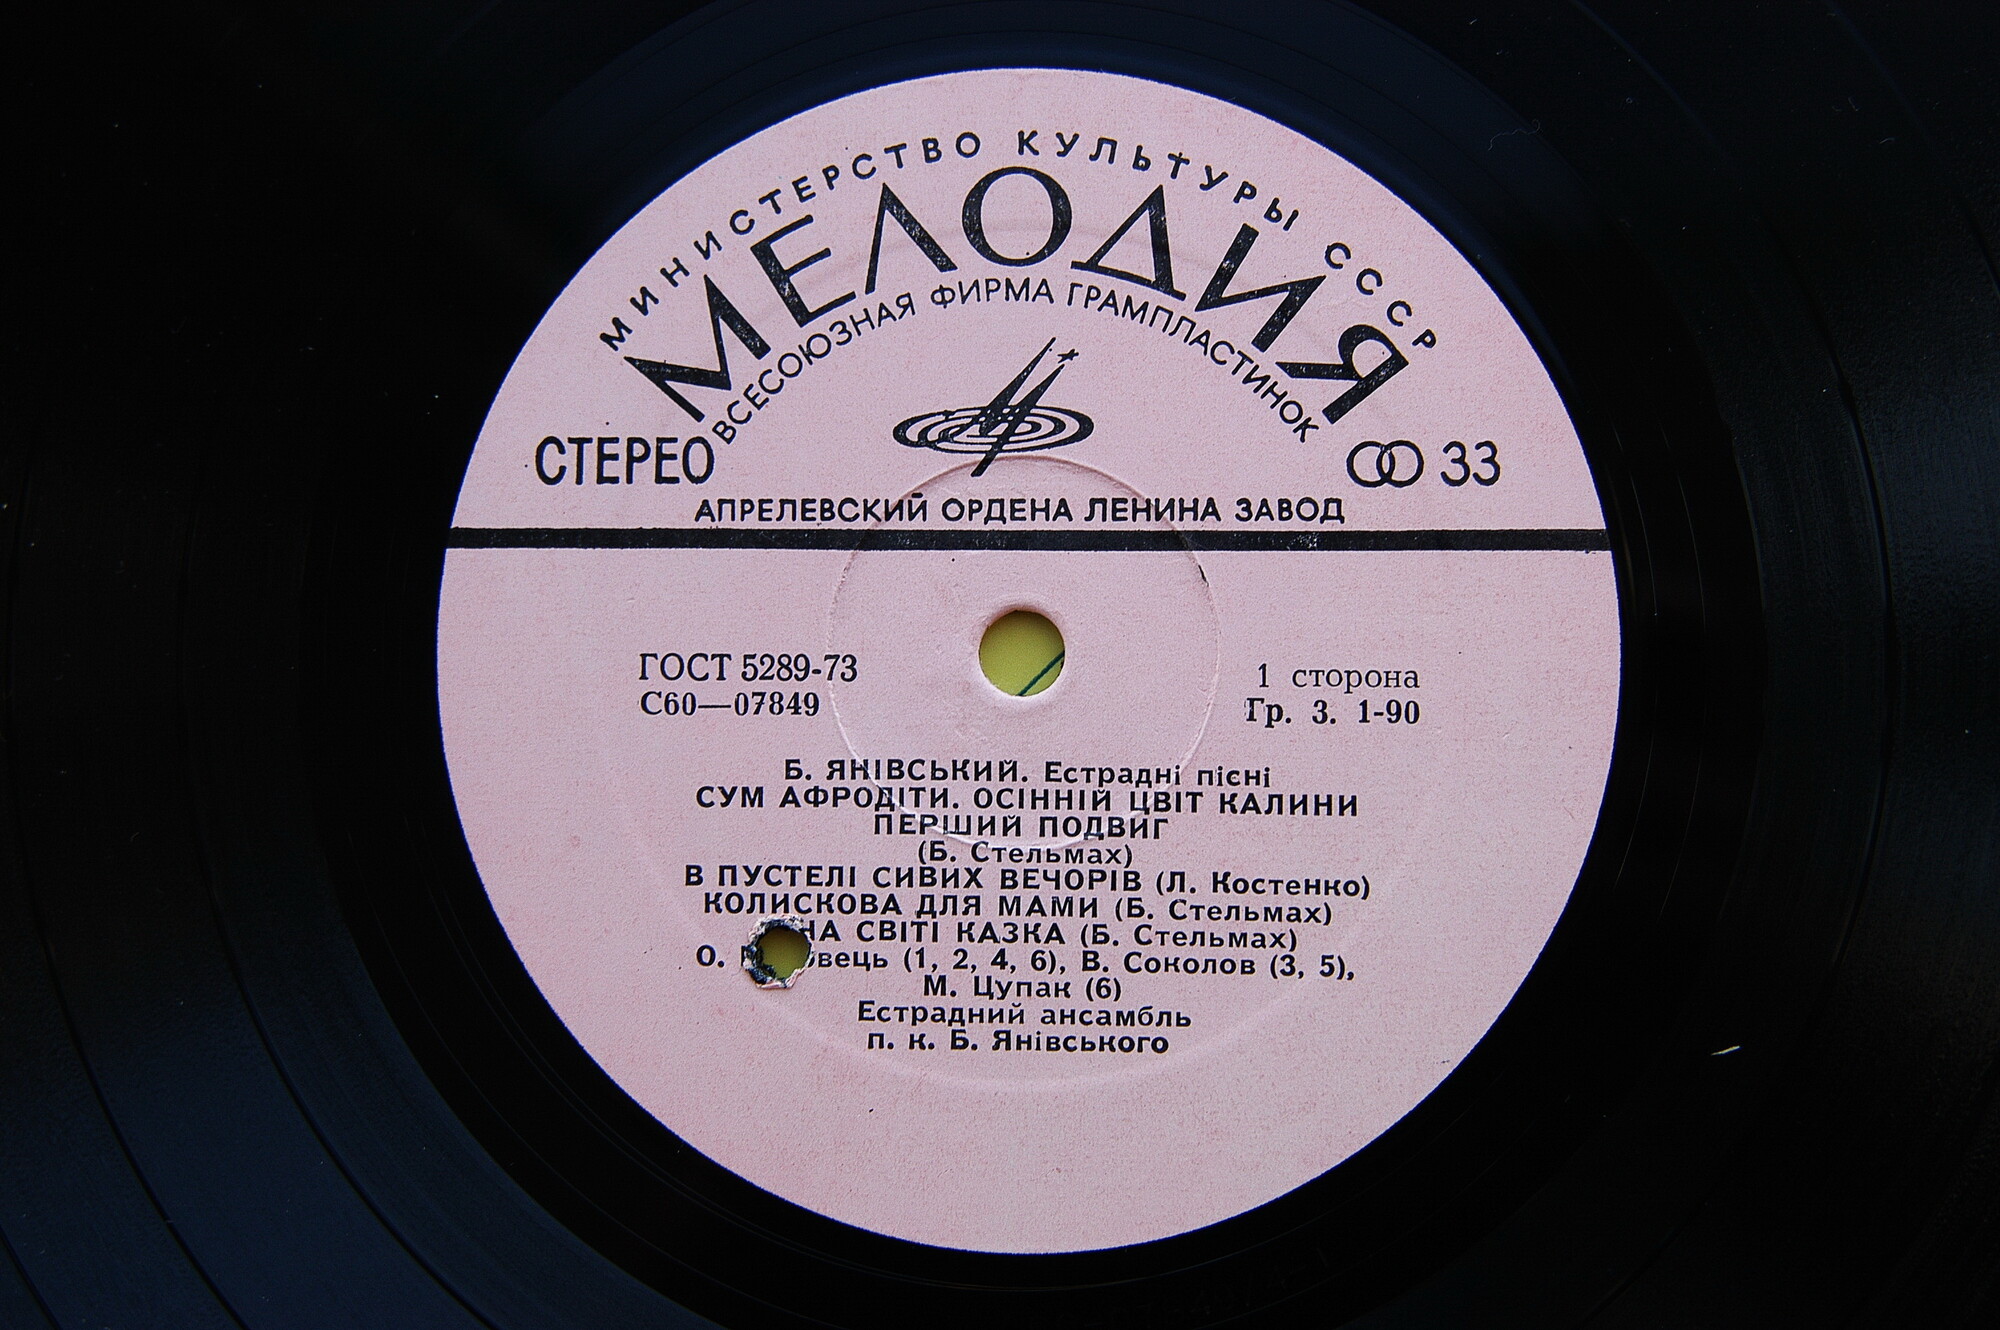 МИНИСТЕРСТВО КУЛЬТУРЫ СССР
МЕЛОДИЯ
ВСЕСОЮЗНАЯ ФИРМА ГРАМПЛАСТИНОК
СТЕРЕО
33
АПРЕЛЕВСКИЙ ОРДЕНА ЛЕНИНА ЗАВОД
ГОСТ 5289-73
С60—07849
1 сторона
Гр. 3. 1-90
Б. ЯНІВСЬКИЙ. Естрадні пісні
СУМ АФРОДІТИ. ОСІННІЙ ЦВІТ КАЛИНИ
ПЕРШИЙ ПОДВИГ
(Б. Стельмах)
В ПУСТЕЛІ СИВИХ ВЕЧОРІВ (Л. Костенко)
КОЛИСКОВА ДЛЯ МАМИ (Б. Стельмах)
НА СВІТІ КАЗКА (Б. Стельмах)
О. (1, 2, 4, 6), В. Соколов (3, 5),
М. Цупак (6)
Естрадний ансамбль
п. к. Б. Янівського